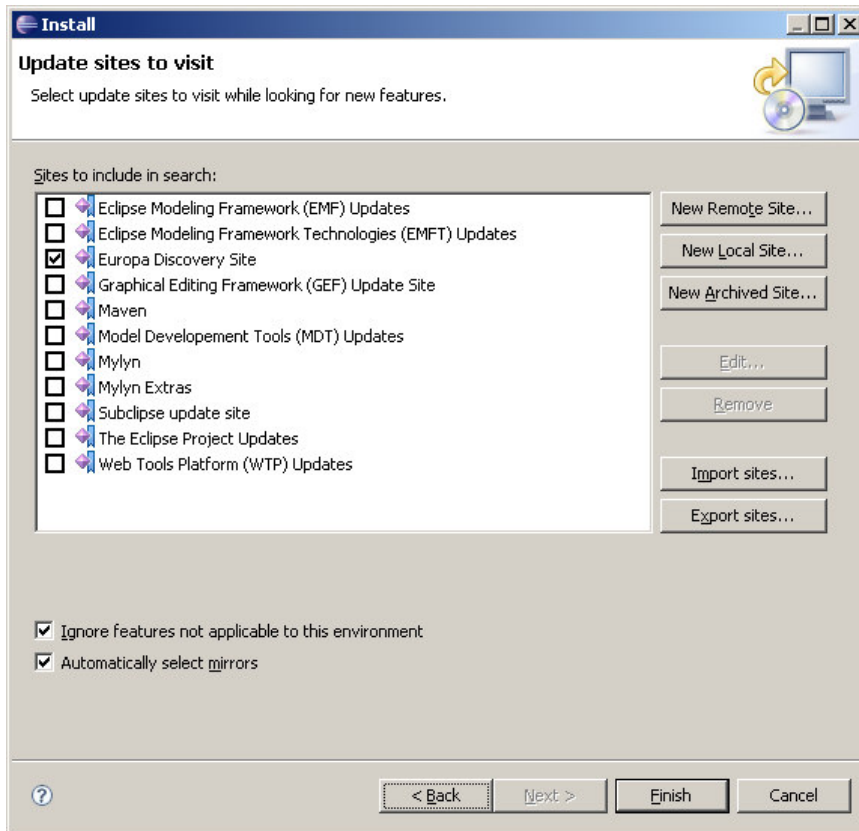 Install
Update sites to visit
Select update sites to visit while looking for new features.
Sites to include in search:
Eclipse Modeling Framework (EMF) Updates
Eclipse Modeling Framework Technologies (EMFT) Updates
Europa Discovery Site
Graphical Editing Framework (GEF) Update Site
Maven
Model Developement Tools (MDT) Updates
Mylyn
Mylyn Extras
Subclipse update site
The Eclipse Project Updates
Web Tools Platform (WTP) Updates
New Remote Site...
New Local Site...
New Archived Site...
Edit...
Remove
Import sites...
Export sites...
Ignore features not applicable to this environment
Automatically select mirrors
?
< Back
Next >
Finish
Cancel